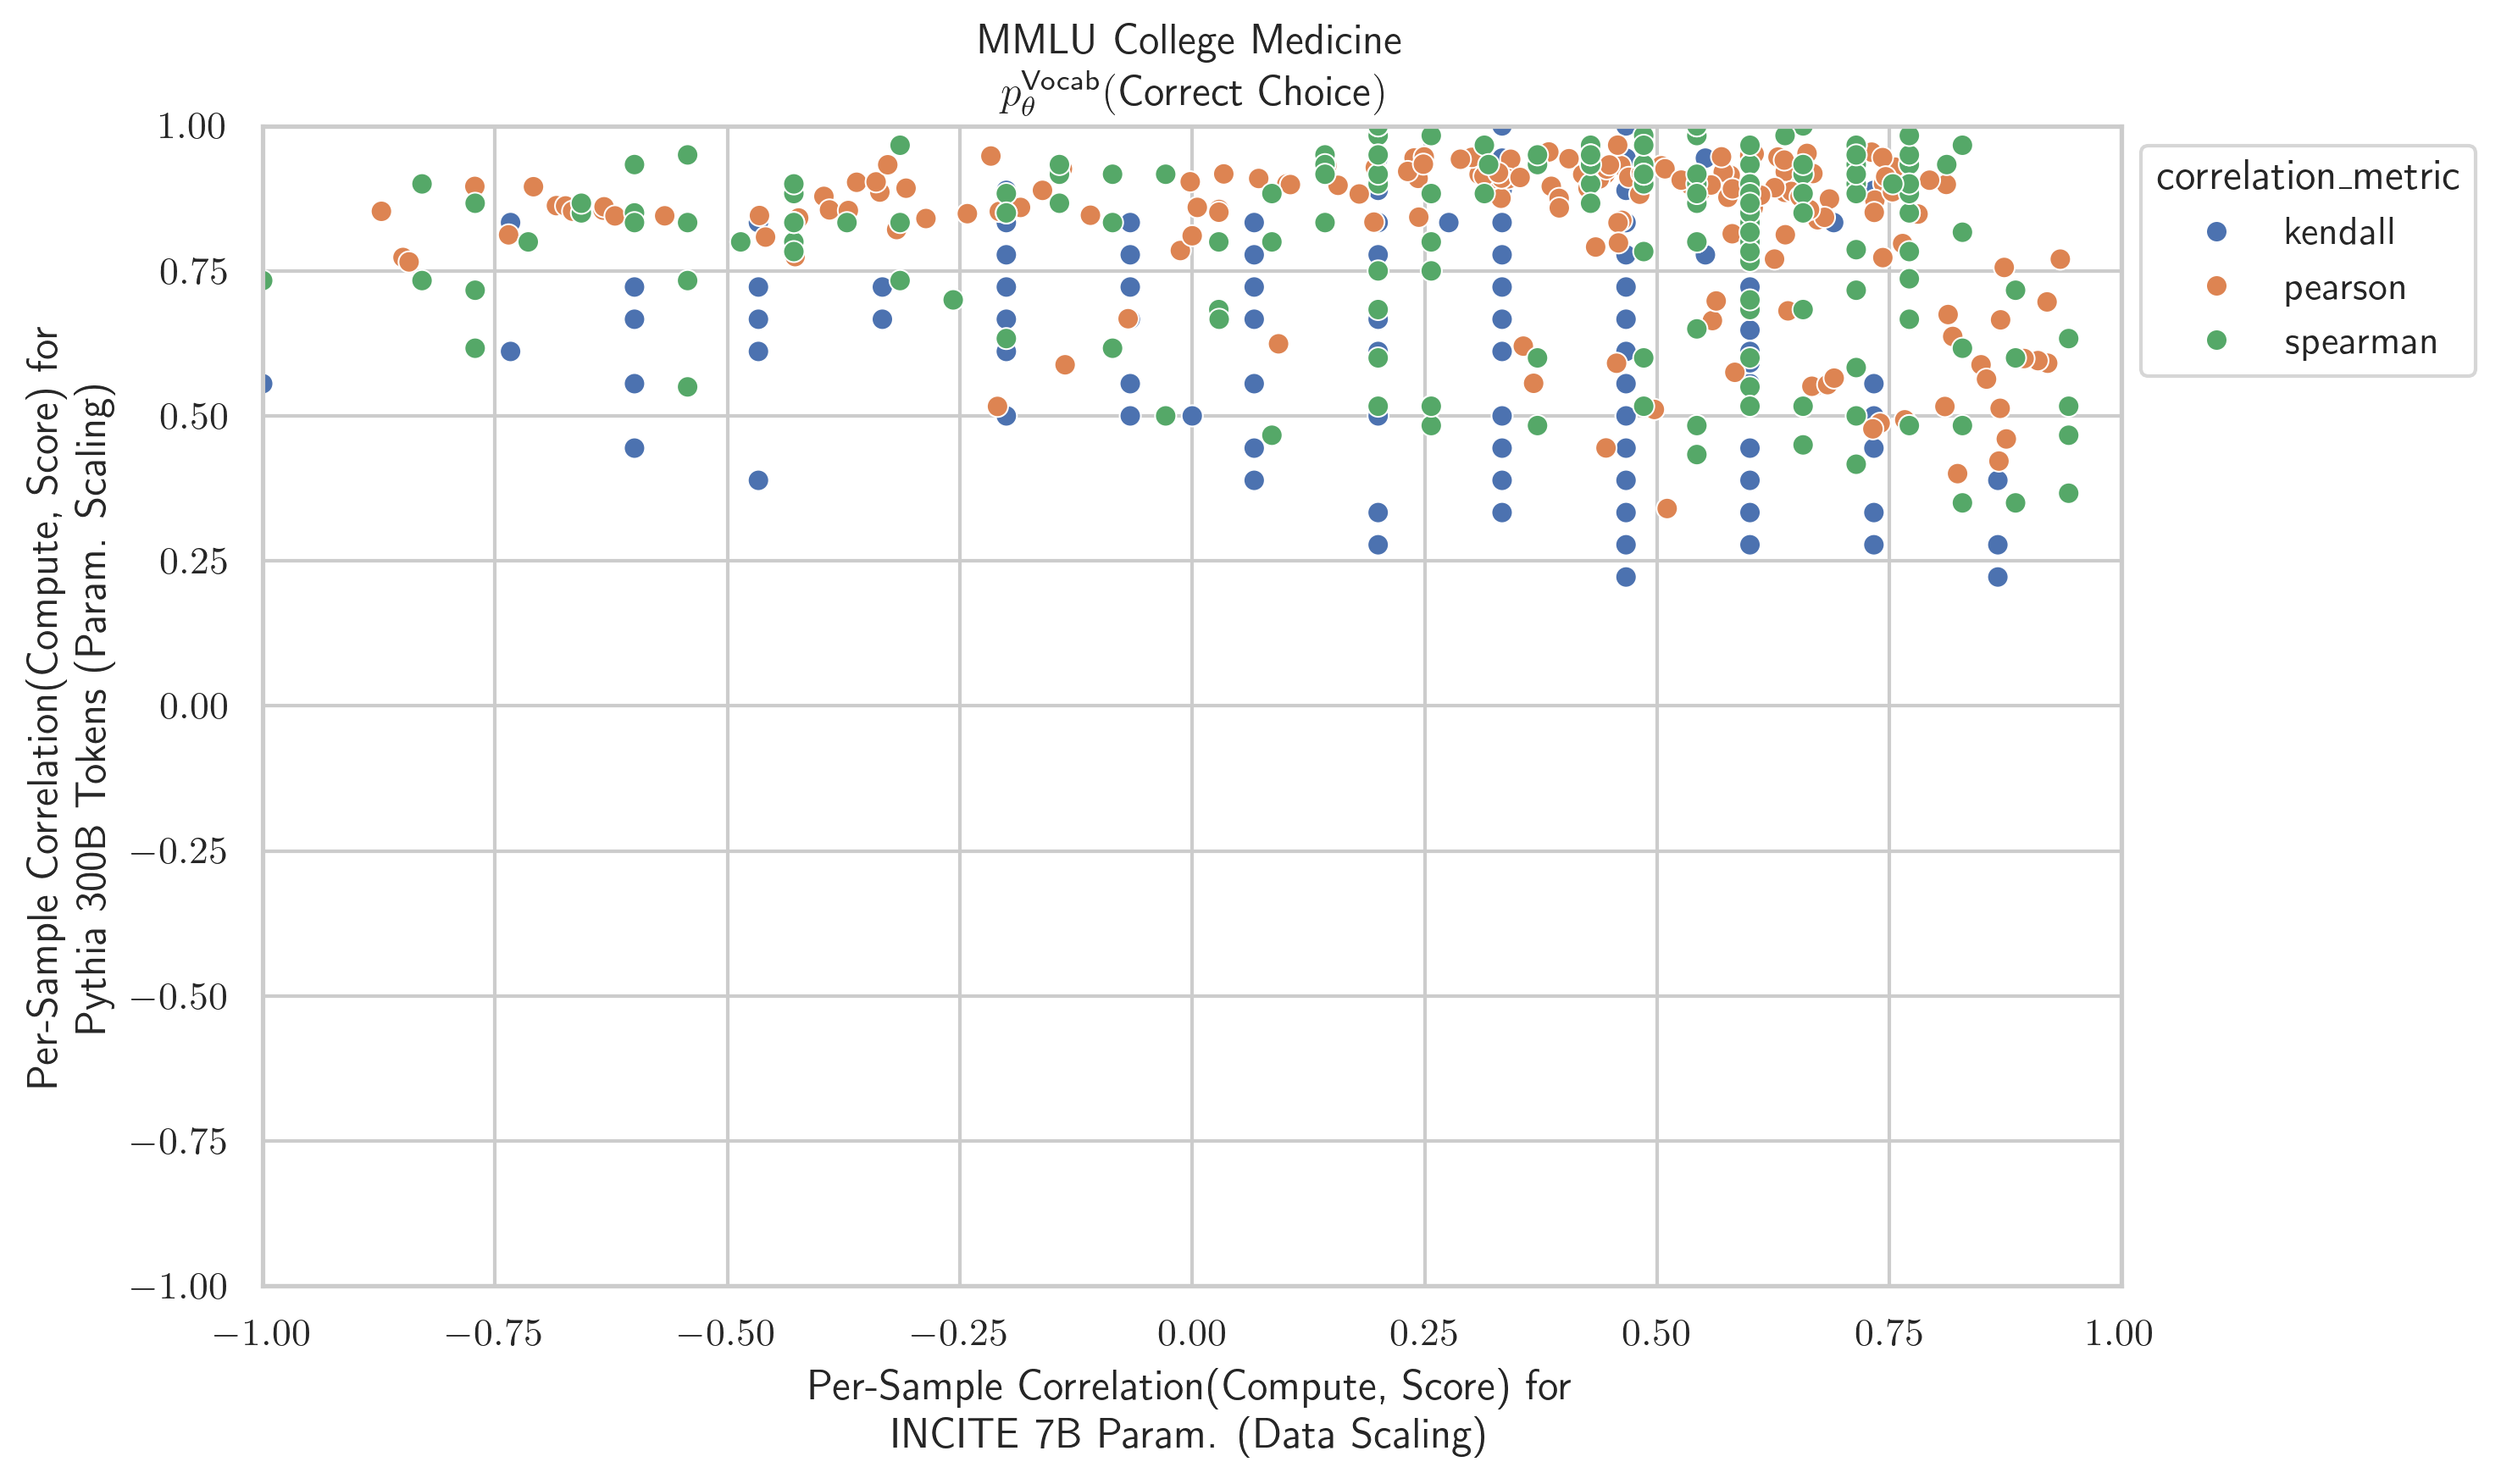 MMLU College Medicine
p_θ^Vocab(Correct Choice)
1.00
0.75
0.50
0.25
0.00
−0.25
−0.50
−0.75
−1.00
Per-Sample Correlation(Compute, Score) for
Pythia 300B Tokens (Param. Scaling)
−1.00
−0.75
−0.50
−0.25
0.00
0.25
0.50
0.75
1.00
Per-Sample Correlation(Compute, Score) for
INCITE 7B Param. (Data Scaling)
correlation_metric
kendall
pearson
spearman